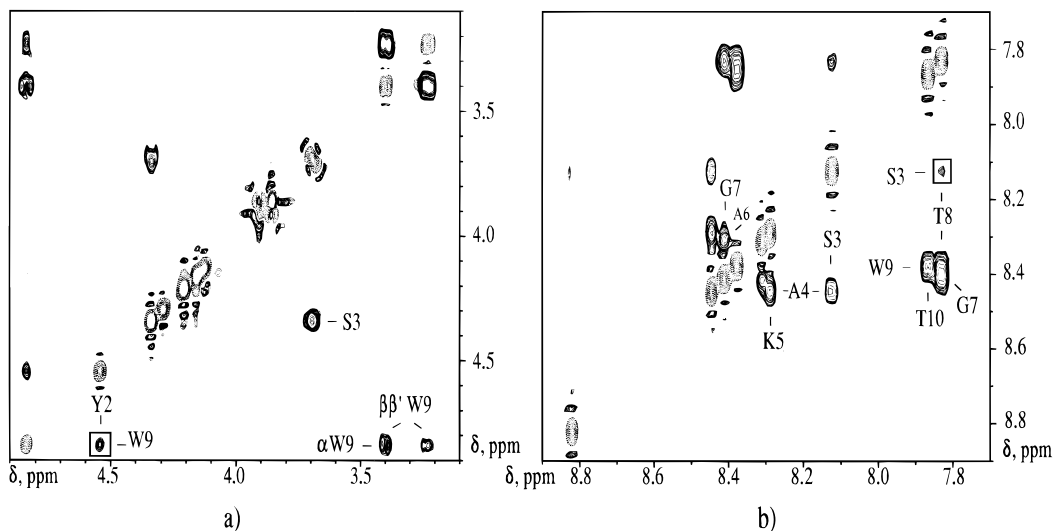 3.5
4.0
4.5
δ, ppm
S3
Y2
W9
ββ' W9
αW9
δ, ppm
4.5
4.0
3.5
a)
7.8
8.0
8.2
8.4
8.6
8.8
δ, ppm
S3
T8
G7
A6
S3
W9
A4
T10
G7
K5
δ, ppm
8.8
8.6
8.4
8.2
8.0
7.8
b)